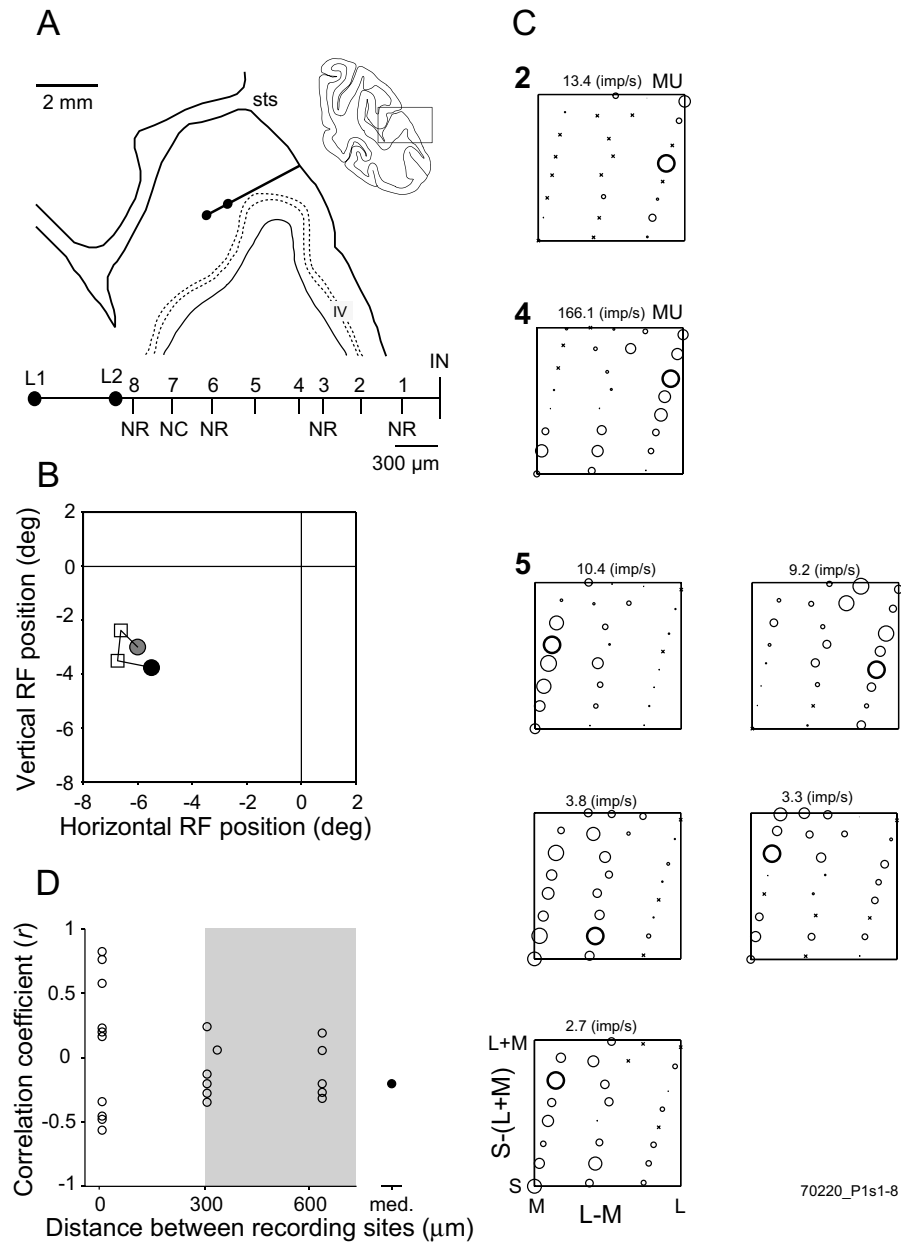 A
2 mm
sts
IV
IN
L1 L2 8 7 6 5 4 3 2 1
NR NC NR NR NR
300 µm
B
Vertical RF position (deg)
2
0
-2
-4
-6
-8
-8 -6 -4 -2 0 2
Horizontal RF position (deg)
D
Correlation coefficient (r)
1
0.5
0
-0.5
-1
0 300 600 med.
Distance between recording sites (µm)
C
2 13.4 (imp/s) MU
4 166.1 (imp/s) MU
5 10.4 (imp/s) 9.2 (imp/s)
3.8 (imp/s) 3.3 (imp/s)
2.7 (imp/s)
L+M
S-(L+M)
S
M L
L-M
70220_P1s1-8